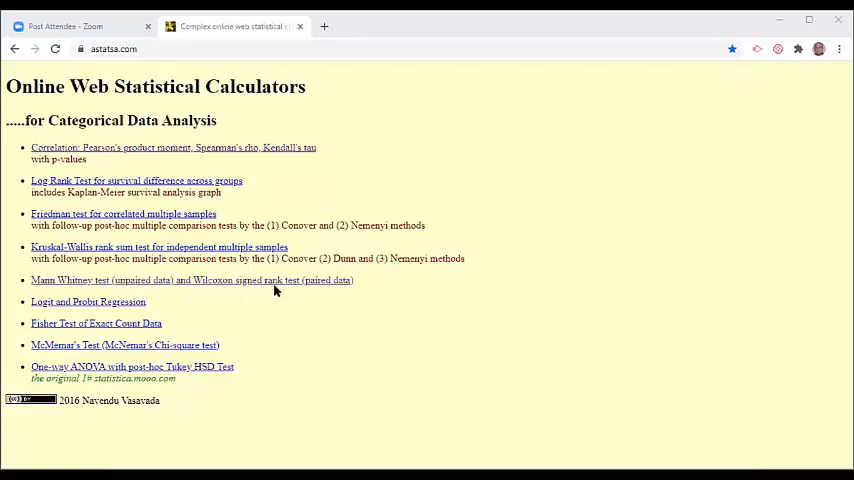 Post Attendee - Zoom
Complex online web statistical c
astatsa.com
Online Web Statistical Calculators
.....for Categorical Data Analysis
Correlation: Pearson's product moment, Spearman's rho, Kendall's tau
with p-values
Log Rank Test for survival difference across groups
includes Kaplan-Meier survival analysis graph
Friedman test for correlated multiple samples
with follow-up post-hoc multiple comparison tests by the (1) Conover and (2) Nemenyi methods
Kruskal-Wallis rank sum test for independent multiple samples
with follow-up post-hoc multiple comparison tests by the (1) Conover (2) Dunn and (3) Nemenyi methods
Mann Whitney test (unpaired data) and Wilcoxon signed rank test (paired data)
Logit and Probit Regression
Fisher Test of Exact Count Data
McMemar's Test (McNemar's Chi-square test)
One-way ANOVA with post-hoc Tukey HSD Test
the original 1# statistica.mooo.com
(cc) BY 2016 Navendu Vasavada